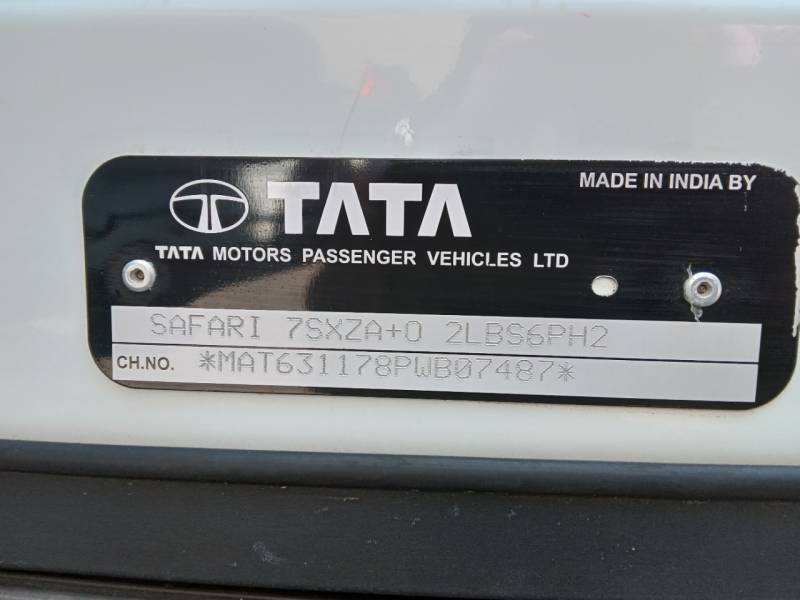 TATA
MADE IN INDIA BY
TATA MOTORS PASSENGER VEHICLES LTD
SAFARI 7SXZA+O 2LBS6PH2
CH.NO. *MAT631178PWB07487*